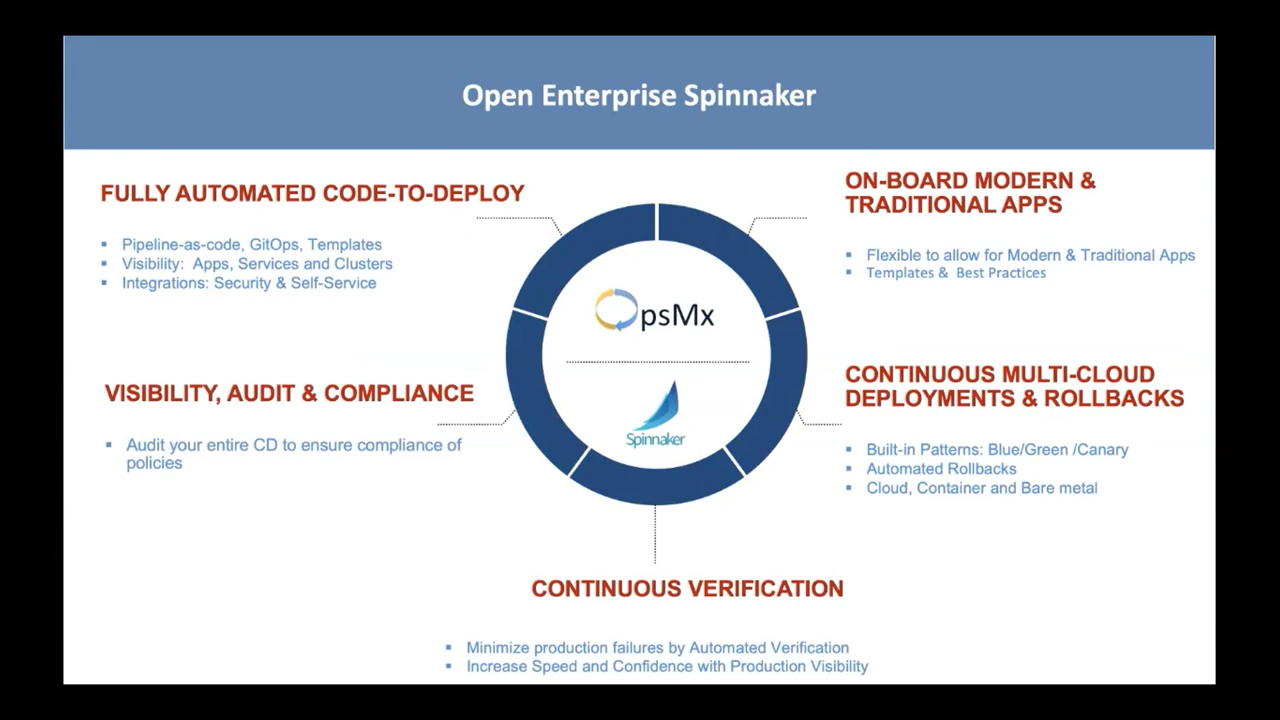 Open Enterprise Spinnaker
FULLY AUTOMATED CODE-TO-DEPLOY
▪ Pipeline-as-code, GitOps, Templates
▪ Visibility: Apps, Services and Clusters
▪ Integrations: Security & Self-Service
ON-BOARD MODERN &
TRADITIONAL APPS
▪ Flexible to allow for Modern & Traditional Apps
▪ Templates & Best Practices
OpsMx
Spinnaker
VISIBILITY, AUDIT & COMPLIANCE
▪ Audit your entire CD to ensure compliance of
policies
CONTINUOUS MULTI-CLOUD
DEPLOYMENTS & ROLLBACKS
▪ Built-in Patterns: Blue/Green /Canary
▪ Automated Rollbacks
▪ Cloud, Container and Bare metal
CONTINUOUS VERIFICATION
▪ Minimize production failures by Automated Verification
▪ Increase Speed and Confidence with Production Visibility